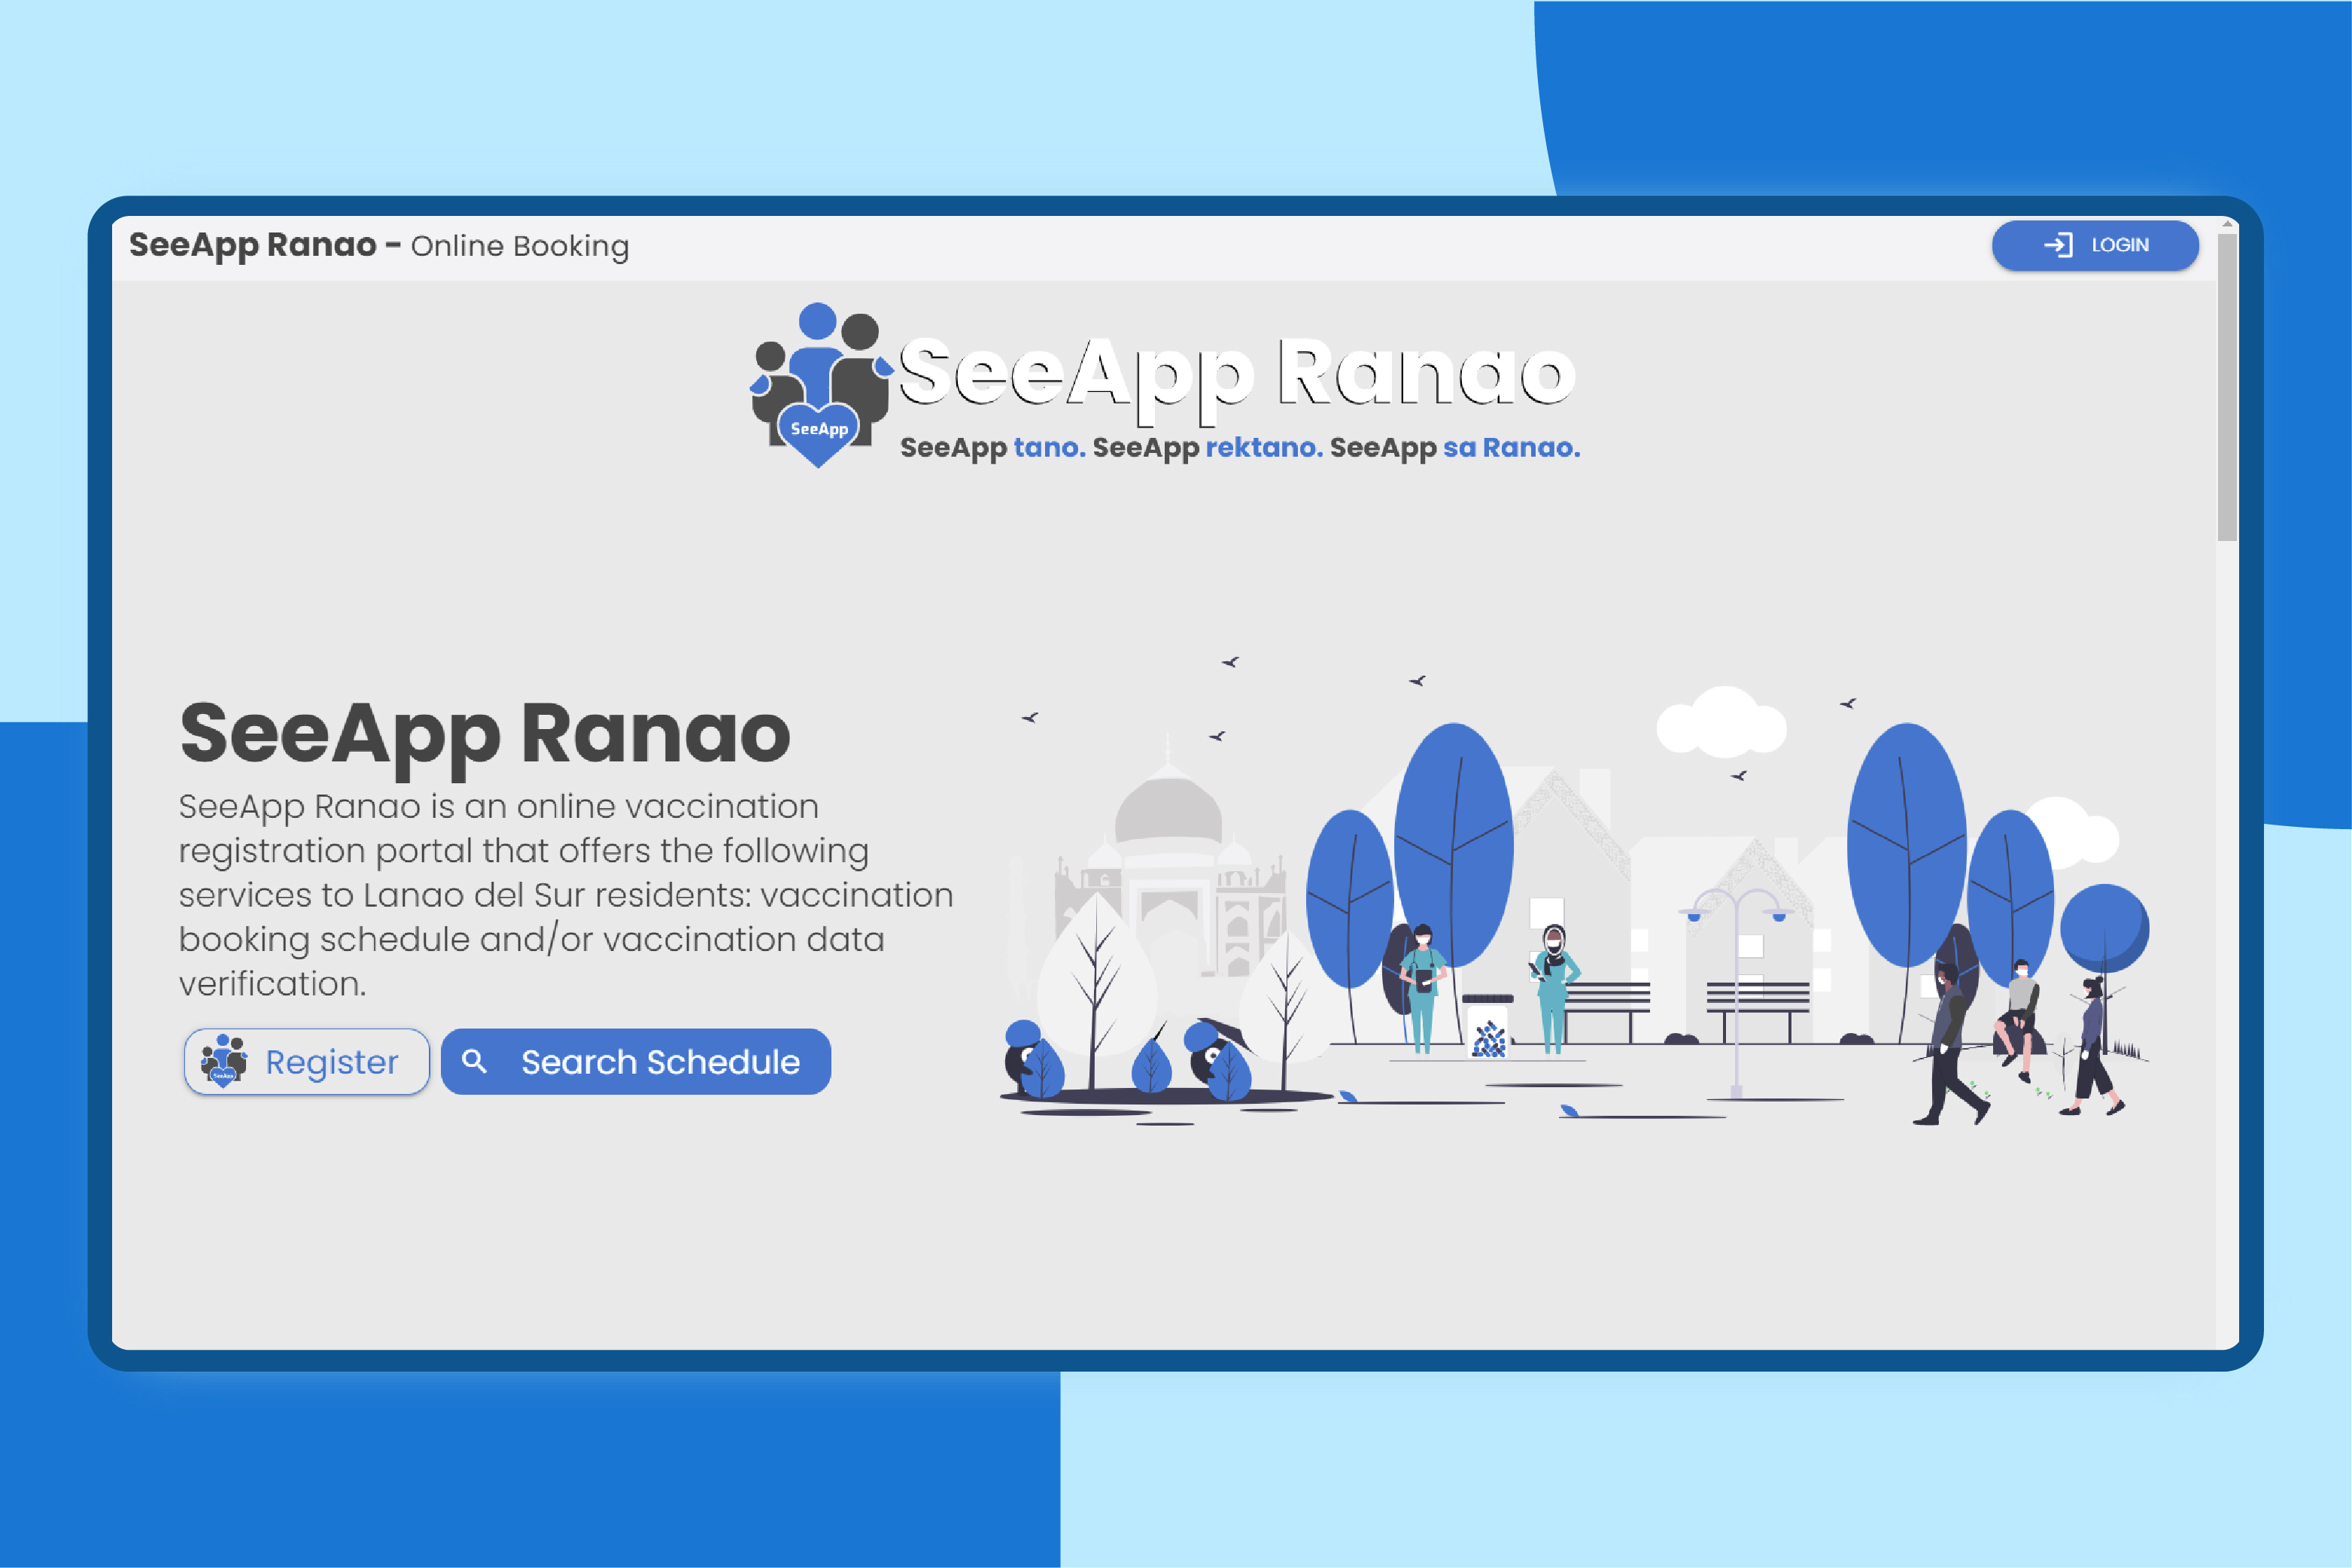 SeeApp Ranao - Online Booking
LOGIN
SeeApp Ranao
SeeApp
SeeApp tano. SeeApp rektano. SeeApp sa Ranao.
SeeApp Ranao
SeeApp Ranao is an online vaccination
registration portal that offers the following
services to Lanao del Sur residents: vaccination
booking schedule and/or vaccination data
verification.
SeeApp
Register
Search Schedule